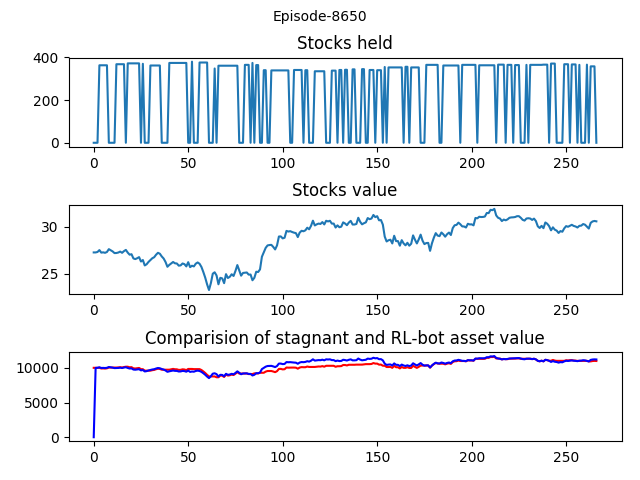 Episode-8650
Stocks held
400
200
0
0 50 100 150 200 250
Stocks value
30
25
0 50 100 150 200 250
Comparision of stagnant and RL-bot asset value
10000
5000
0
0 50 100 150 200 250